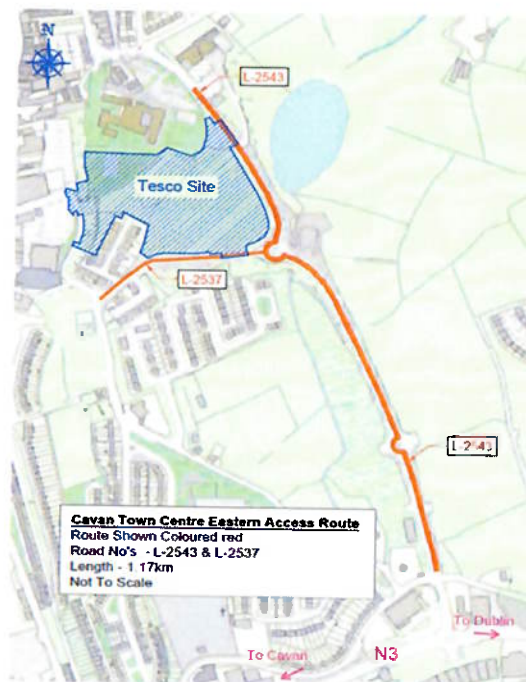 N
L-2543
Tesco Site
L-2537
L-2543
Cavan Town Centre Eastern Access Route
Route Shown Coloured red
Road No's - L-2543 & L-2537
Length - 1.17km
Not To Scale
To Dublin
To Cavan
N3